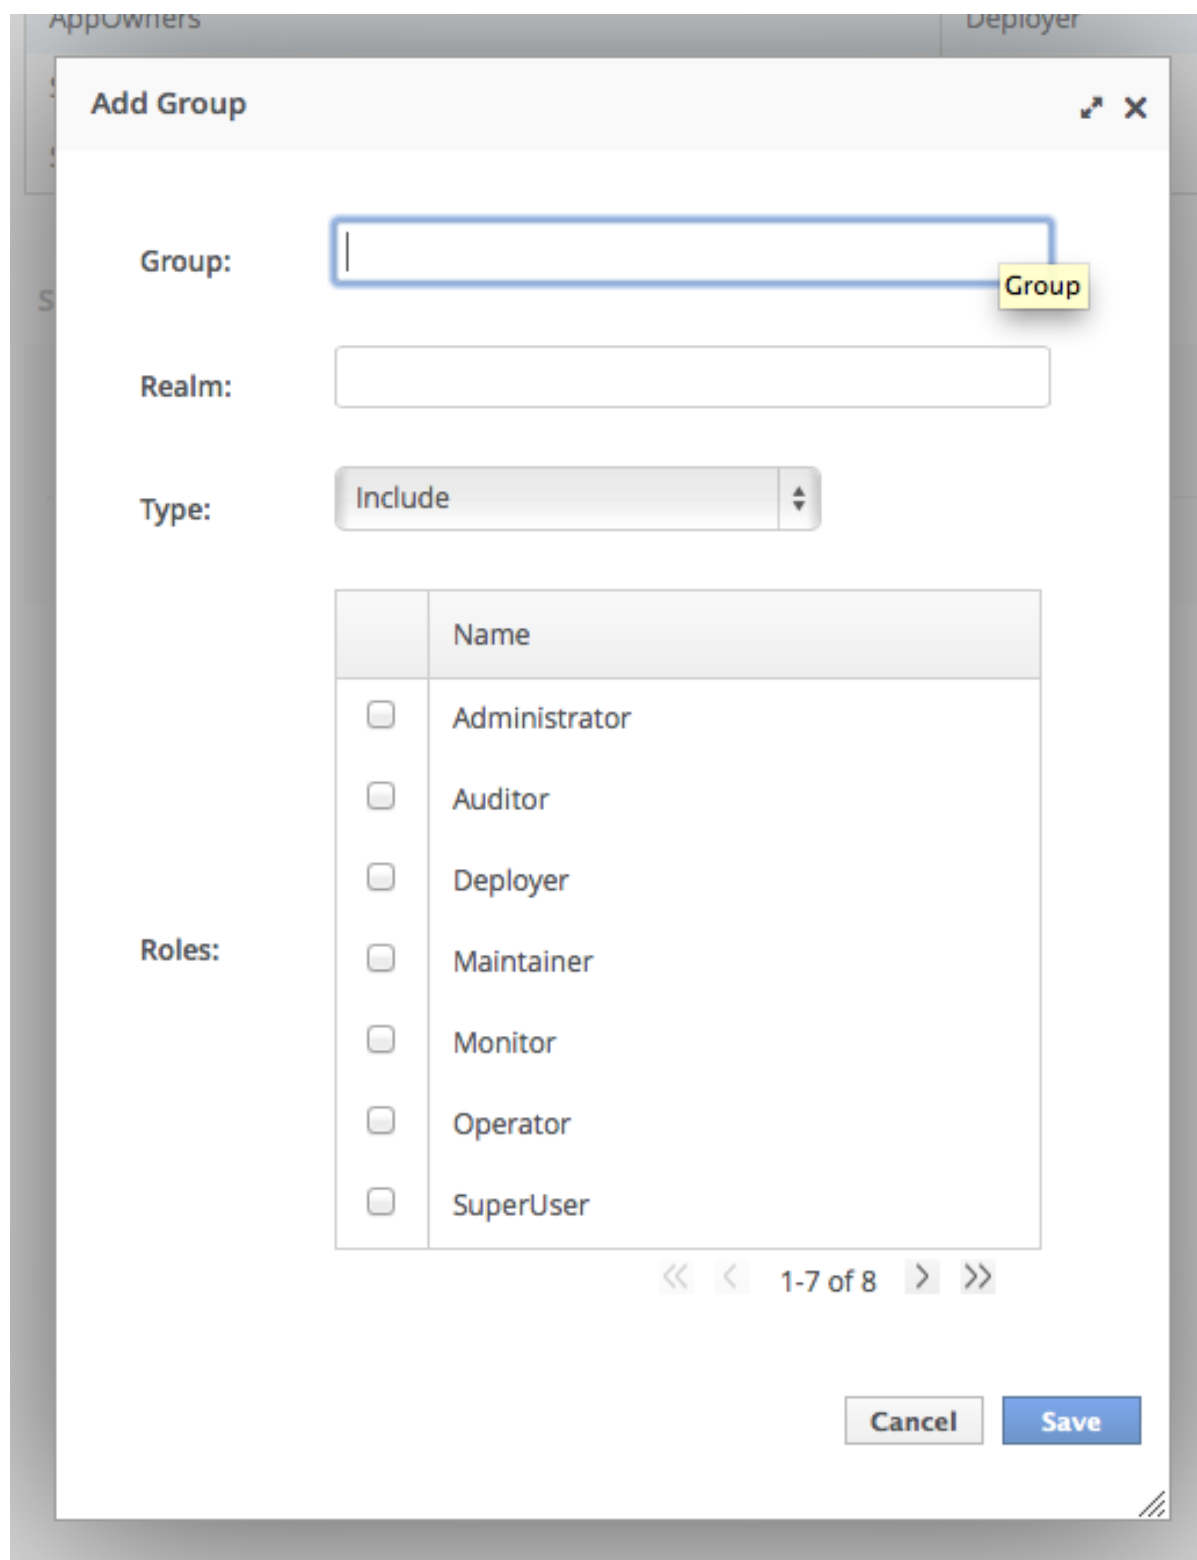 AppOwners Deployer
Add Group
Group:
Group
Realm:
Type: Include
Name
Administrator
Auditor
Deployer
Roles:
Maintainer
Monitor
Operator
SuperUser
1-7 of 8
Cancel Save